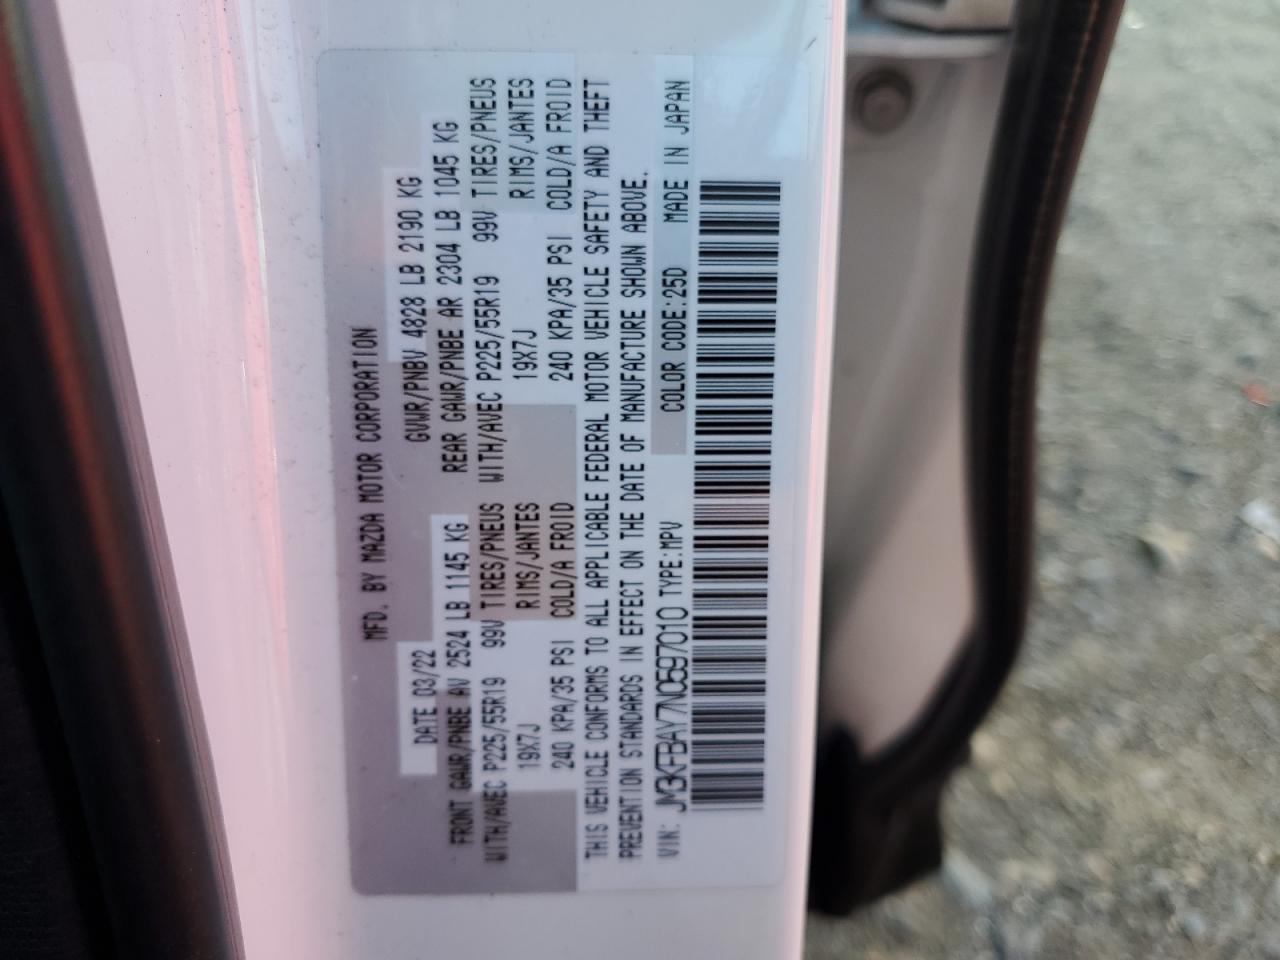 MFD. BY MAZDA MOTOR CORPORATION
DATE 03/22 GVWR/PNBV 4828 LB 2190 KG
FRONT GAWR/PNBE AV 2524 LB 1145 KG REAR GAWR/PNBE AR 2304 LB 1045 KG
WITH/AVEC P225/55R19 99V TIRES/PNEUS WITH/AVEC P225/55R19 99V TIRES/PNEUS
19X7J RIMS/JANTES 19X7J RIMS/JANTES
240 KPA/35 PSI COLD/A FROID 240 KPA/35 PSI COLD/A FROID
THIS VEHICLE CONFORMS TO ALL APPLICABLE FEDERAL MOTOR VEHICLE SAFETY AND THEFT
PREVENTION STANDARDS IN EFFECT ON THE DATE OF MANUFACTURE SHOWN ABOVE.
VIN: JM3KFBAY7N0597010 TYPE:MPV COLOR CODE:25D MADE IN JAPAN